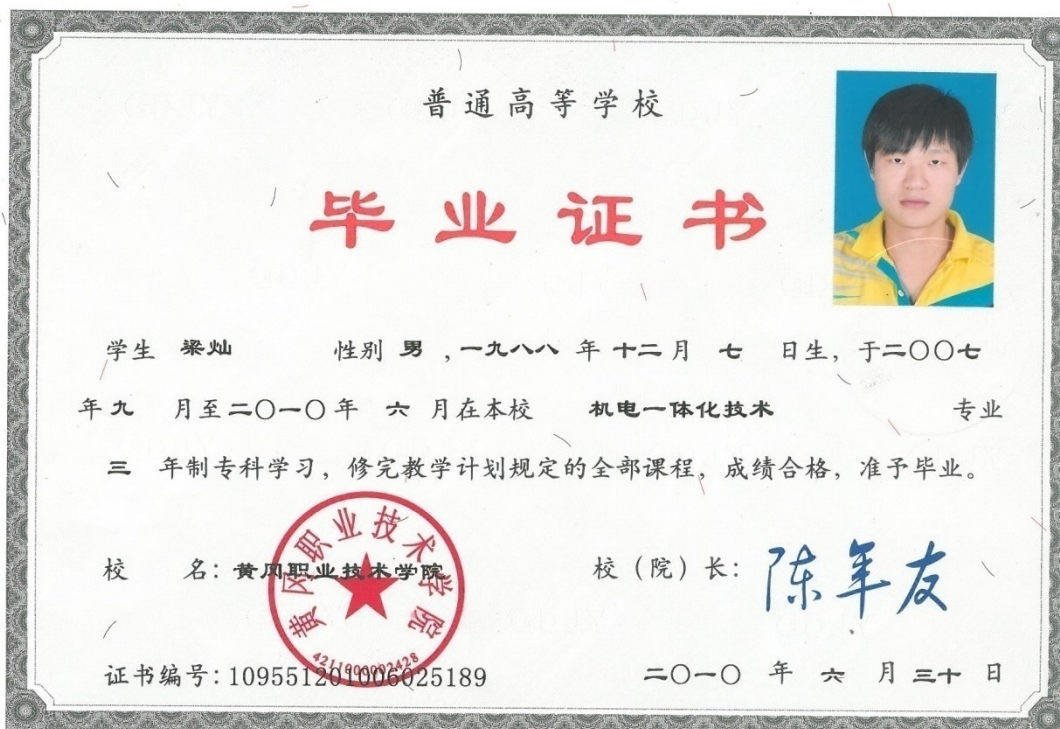 普通高等学校
毕业证书
学生 梁灿 性别 男 ,一九八八 年 十二 月 七 日生，于二〇〇七
年 九 月至 二〇一〇 年 六 月在本校 机电一体化技术 专业
三 年制专科学习，修完教学计划规定的全部课程，成绩合格，准予毕业。
黄冈职业技术学院
校 名：黄冈职业技术学院 校（院）长：陈年友
4211000002428
证书编号：109551201006025189 二〇一〇 年 六 月 三十 日